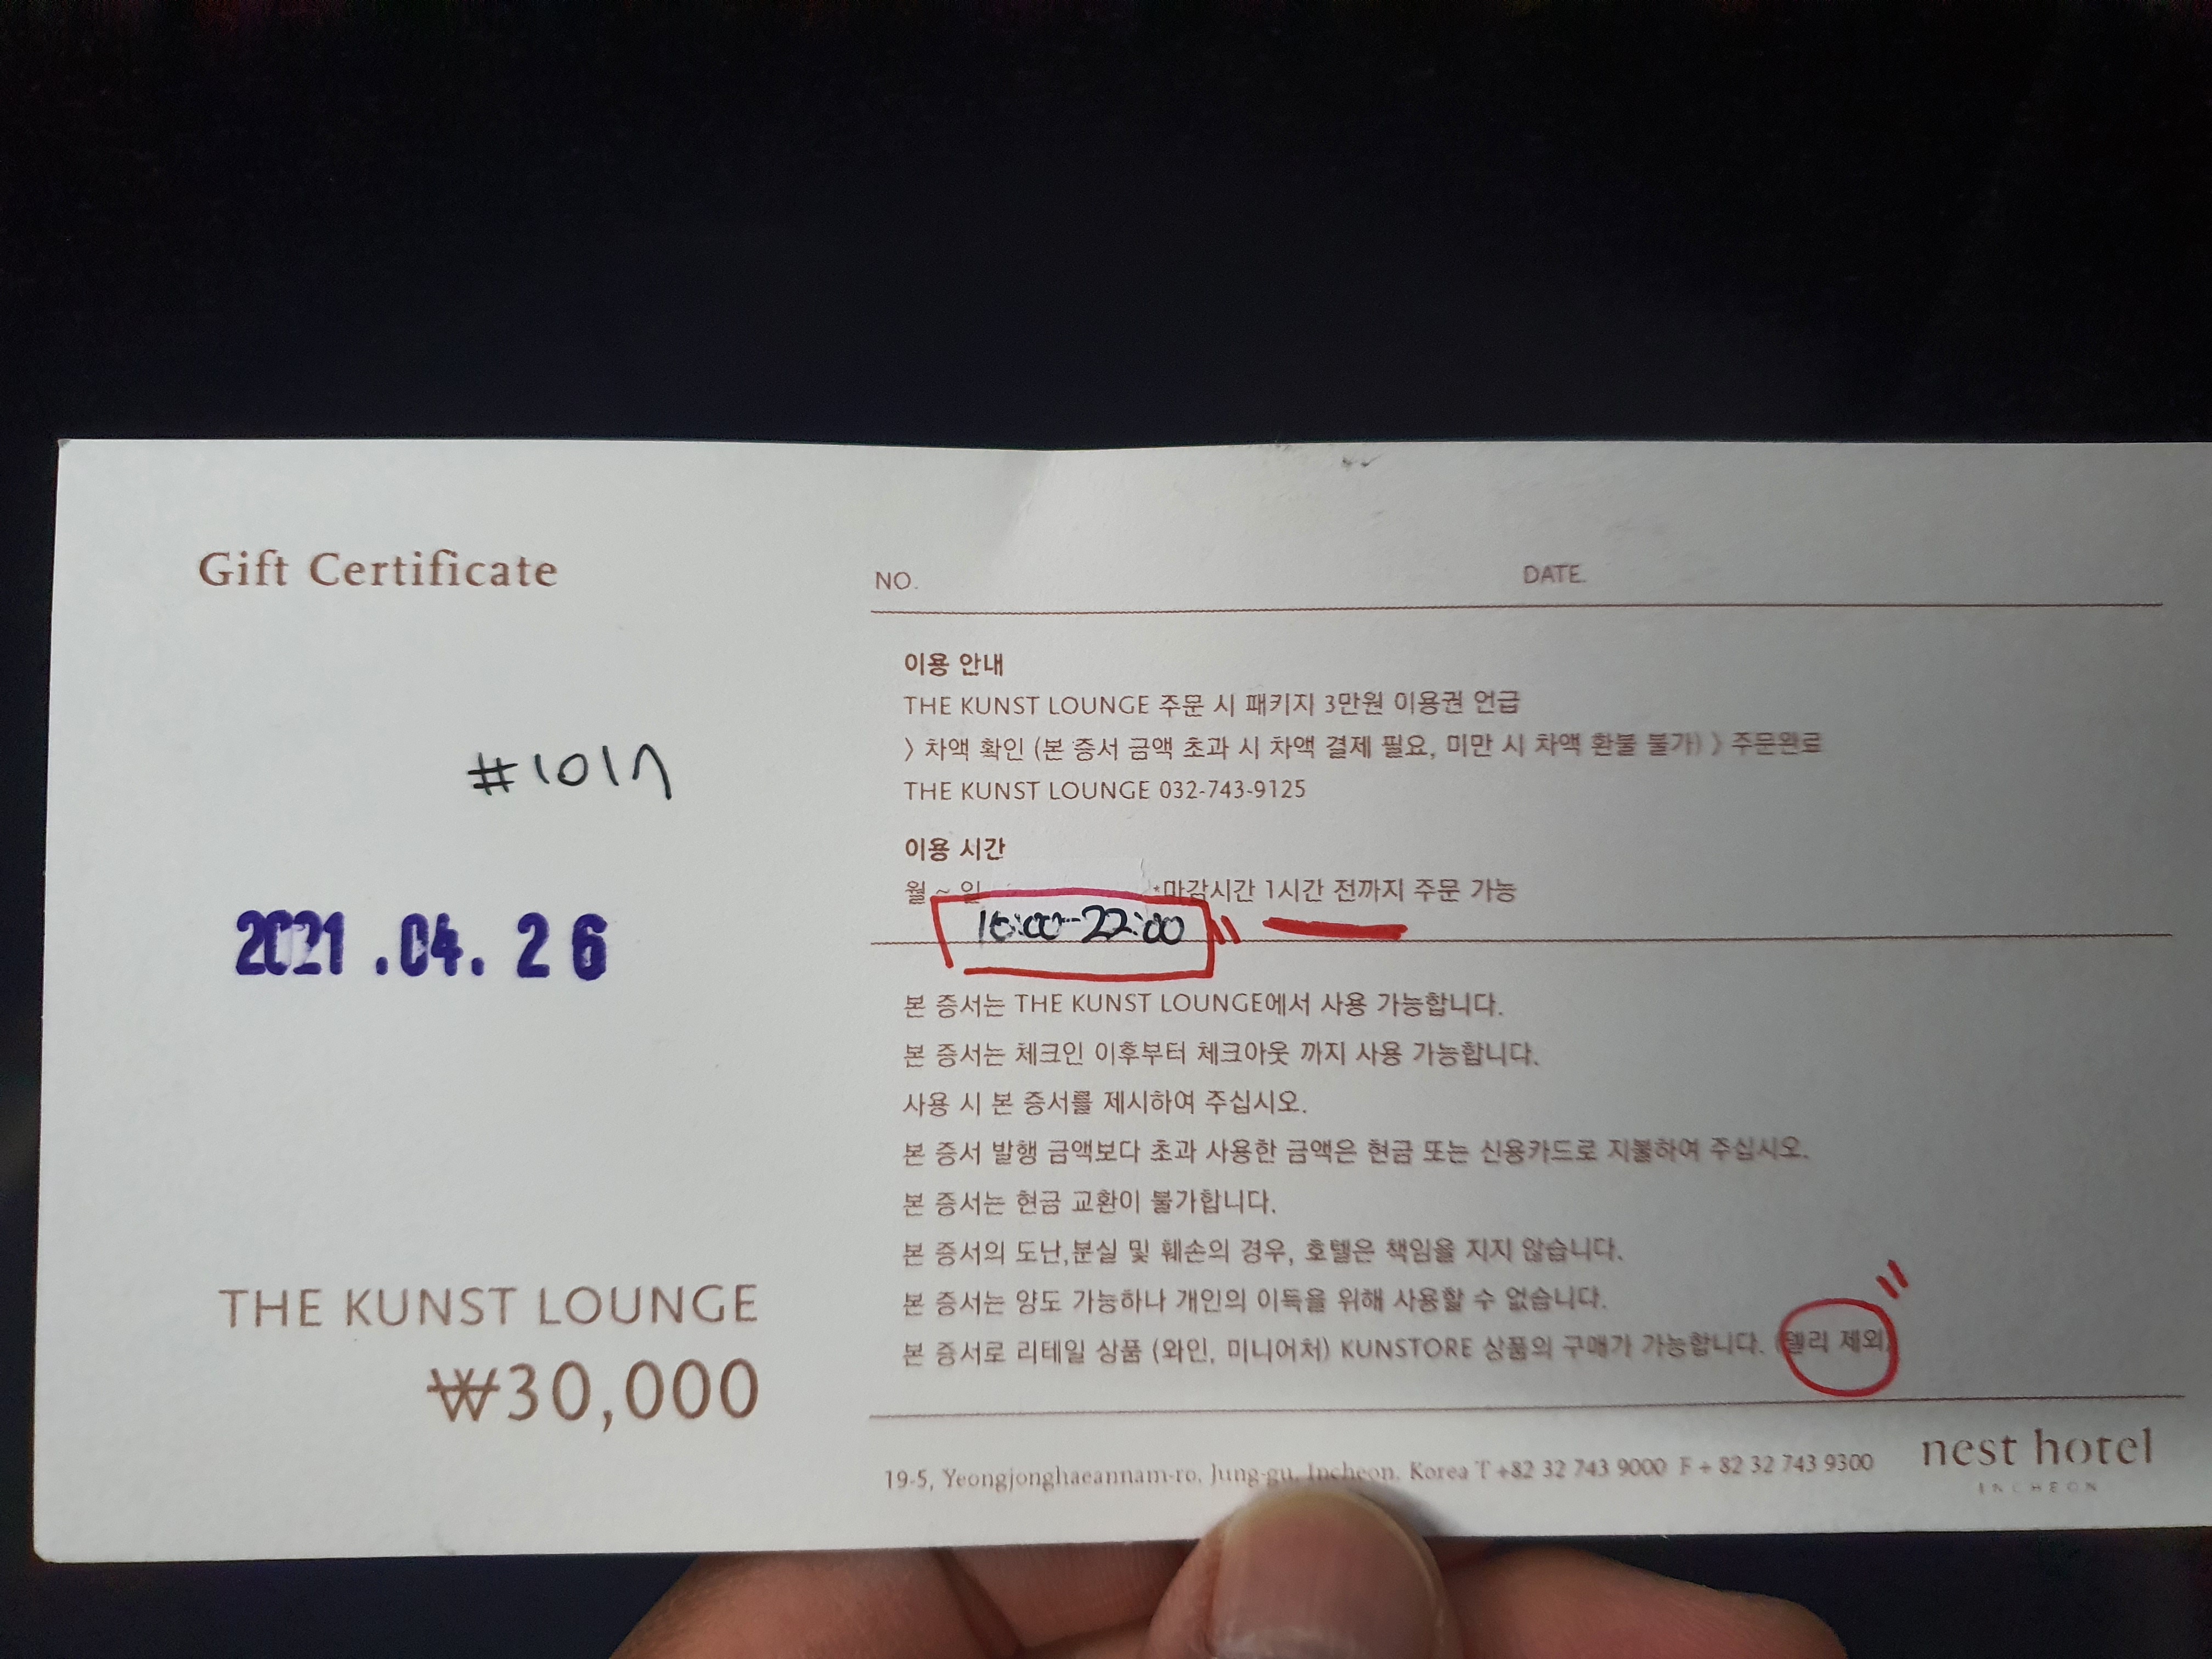 Gift Certificate
#1017
2021.04.26
THE KUNST LOUNGE
₩30,000
NO.
DATE.
이용 안내
THE KUNST LOUNGE 주문 시 패키지 3만원 이용권 언급
〉차액 확인 (본 증서 금액 초과 시 차액 결제 필요, 미만 시 차액 환불 불가) 〉주문완료
THE KUNST LOUNGE 032-743-9125
이용 시간
월 ~ 일 *마감시간 1시간 전까지 주문 가능
-22:00
본 증서는 THE KUNST LOUNGE에서 사용 가능합니다.
본 증서는 체크인 이후부터 체크아웃 까지 사용 가능합니다.
사용 시 본 증서를 제시하여 주십시오.
본 증서 발행 금액보다 초과 사용한 금액은 현금 또는 신용카드로 지불하여 주십시오.
본 증서는 현금 교환이 불가합니다.
본 증서의 도난,분실 및 훼손의 경우, 호텔은 책임을 지지 않습니다.
본 증서는 양도 가능하나 개인의 이득을 위해 사용할 수 없습니다.
본 증서로 리테일 상품 (와인, 미니어처) KUNSTORE 상품의 구매가 가능합니다. (델리 제외)
19-5, Yeongjonghaeannam-ro, Jung-gu, Incheon, Korea T +82 32 743 9000 F + 82 32 743 9300
nest hotel
INCHEON